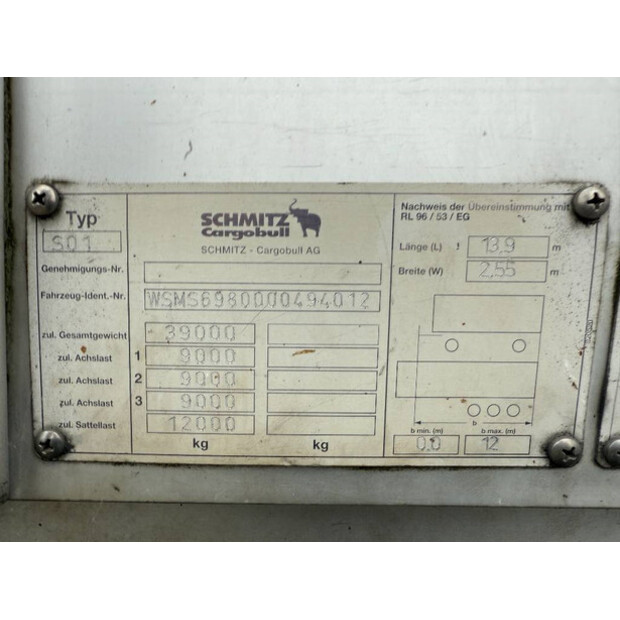 Typ
S01
SCHMITZ
Cargobull
SCHMITZ - Cargobull AG
Genehmigungs-Nr.
Fahrzeug-Ident.-Nr. WSMS6980000494012
zul. Gesamtgewicht 39000
zul. Achslast 1 9000
zul. Achslast 2 9000
zul. Achslast 3 9000
zul. Sattellast 12000
kg kg
Nachweis der Übereinstimmung mit
RL 96 / 53 / EG
Länge (L) 13,9 m
Breite (W) 2,55 m
b
b min. (m) b max. (m)
0,0 12